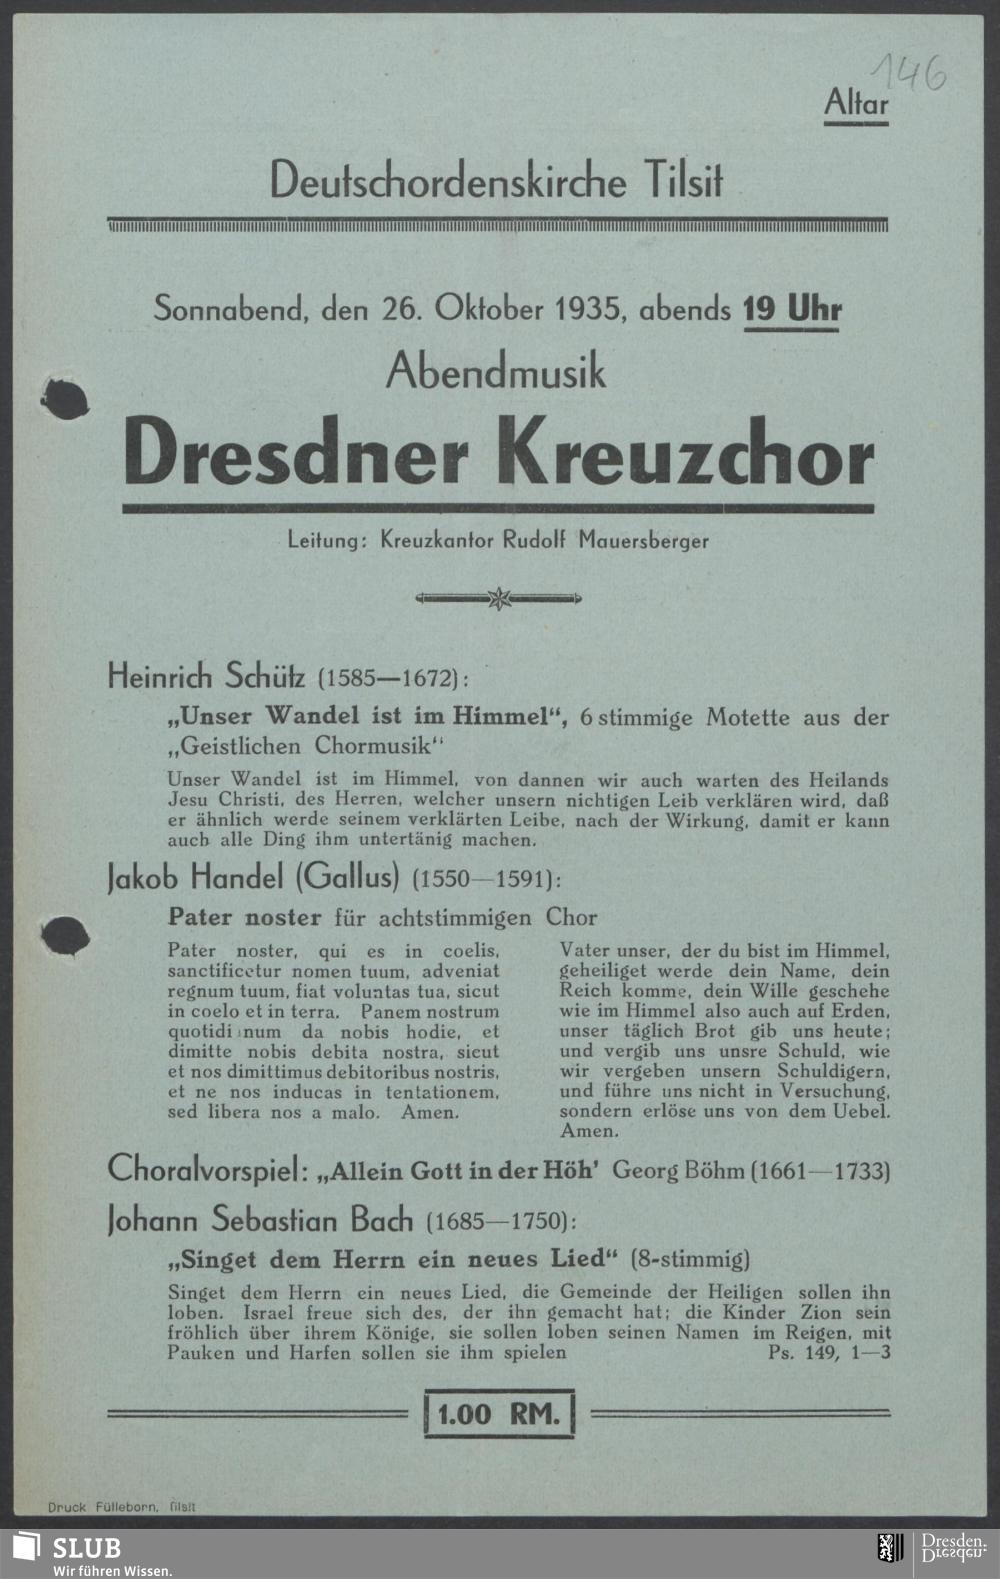 146
Altar
Deutschordenskirche Tilsit
Sonnabend, den 26. Oktober 1935, abends 19 Uhr
Abendmusik
Dresdner Kreuzchor
Leitung: Kreuzkantor Rudolf Mauersberger
Heinrich Schütz (1585—1672):
„Unser Wandel ist im Himmel“, 6 stimmige Motette aus der
„Geistlichen Chormusik“
Unser Wandel ist im Himmel, von dannen wir auch warten des Heilands
Jesu Christi, des Herren, welcher unsern nichtigen Leib verklären wird, daß
er ähnlich werde seinem verklärten Leibe, nach der Wirkung, damit er kann
auch alle Ding ihm untertänig machen.
Jakob Handel (Gallus) (1550—1591):
Pater noster für achtstimmigen Chor
Pater noster, qui es in coelis,
sanctificetur nomen tuum, adveniat
regnum tuum, fiat voluntas tua, sicut
in coelo et in terra. Panem nostrum
quotidianum da nobis hodie, et
dimitte nobis debita nostra, sicut
et nos dimittimus debitoribus nostris,
et ne nos inducas in tentationem,
sed libera nos a malo. Amen.
Vater unser, der du bist im Himmel,
geheiliget werde dein Name, dein
Reich komme, dein Wille geschehe
wie im Himmel also auch auf Erden,
unser täglich Brot gib uns heute;
und vergib uns unsre Schuld, wie
wir vergeben unsern Schuldigern,
und führe uns nicht in Versuchung,
sondern erlöse uns von dem Uebel.
Amen.
Choralvorspiel: „Allein Gott in der Höh' Georg Böhm (1661—1733)
Johann Sebastian Bach (1685—1750):
„Singet dem Herrn ein neues Lied“ (8-stimmig)
Singet dem Herrn ein neues Lied, die Gemeinde der Heiligen sollen ihn
loben. Israel freue sich des, der ihn gemacht hat; die Kinder Zion sein
fröhlich über ihrem Könige, sie sollen loben seinen Namen im Reigen, mit
Pauken und Harfen sollen sie ihm spielen Ps. 149, 1—3
1.00 RM.
Druck Fülleborn, Tilsit
SLUB
Wir führen Wissen.
Dresden.
Dresden.